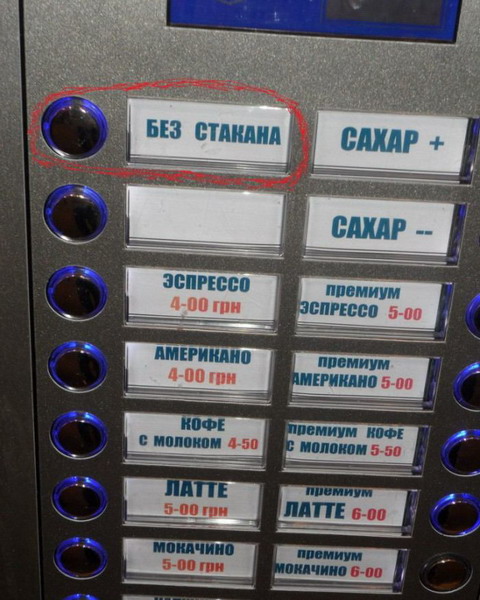 БЕЗ СТАКАНА
САХАР +
САХАР --
ЭСПРЕССО
4-00 грн
премиум
ЭСПРЕССО 5-00
АМЕРИКАНО
4-00 грн
премиум
АМЕРИКАНО 5-00
КОФЕ
С МОЛОКОМ 4-50
премиум КОФЕ
С МОЛОКОМ 5-50
ЛАТТЕ
5-00 грн
премиум
ЛАТТЕ 6-00
МОКАЧИНО
5-00 грн
премиум
МОКАЧИНО 6-00